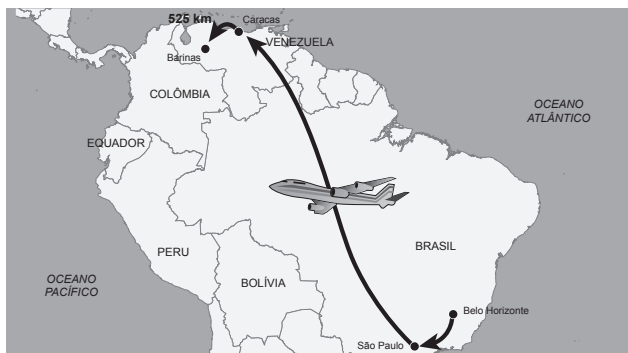 525 km
Caracas
VENEZUELA
Barinas
COLÔMBIA
OCEANO
ATLÂNTICO
EQUADOR
BRASIL
PERU
BOLÍVIA
OCEANO
PACÍFICO
Belo Horizonte
São Paulo